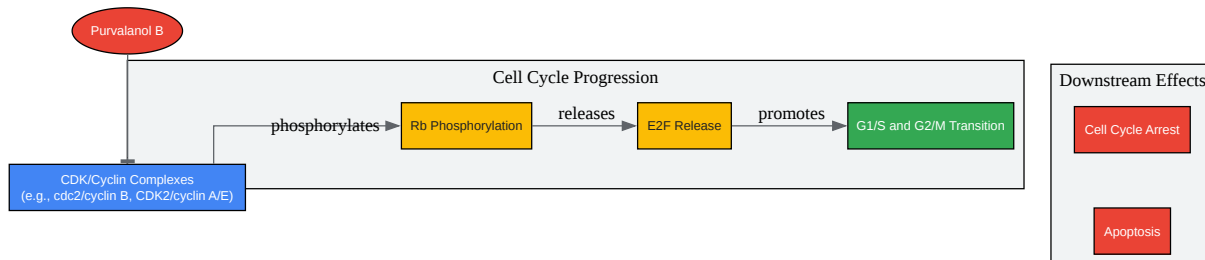 Purvalanol B
Cell Cycle Progression
Downstream Effects
phosphorylates
Rb Phosphorylation
releases
E2F Release
promotes
G1/S and G2/M Transition
Cell Cycle Arrest
CDK/Cyclin Complexes
(e.g., cdc2/cyclin B, CDK2/cyclin A/E)
Apoptosis